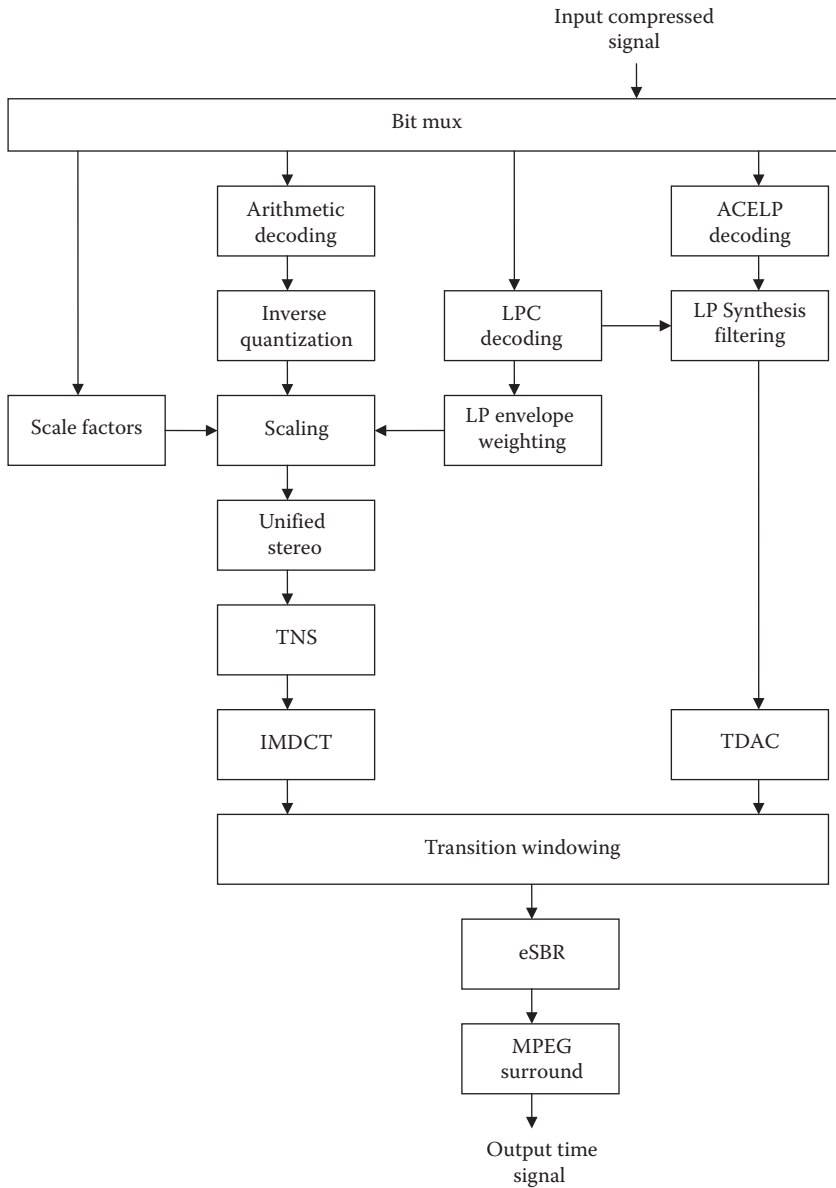 Input compressed
signal
Bit mux
Arithmetic
decoding
ACELP
decoding
Inverse
quantization
LPC
decoding
LP Synthesis
filtering
Scale factors
Scaling
LP envelope
weighting
Unified
stereo
TNS
IMDCT
TDAC
Transition windowing
eSBR
MPEG
surround
Output time
signal